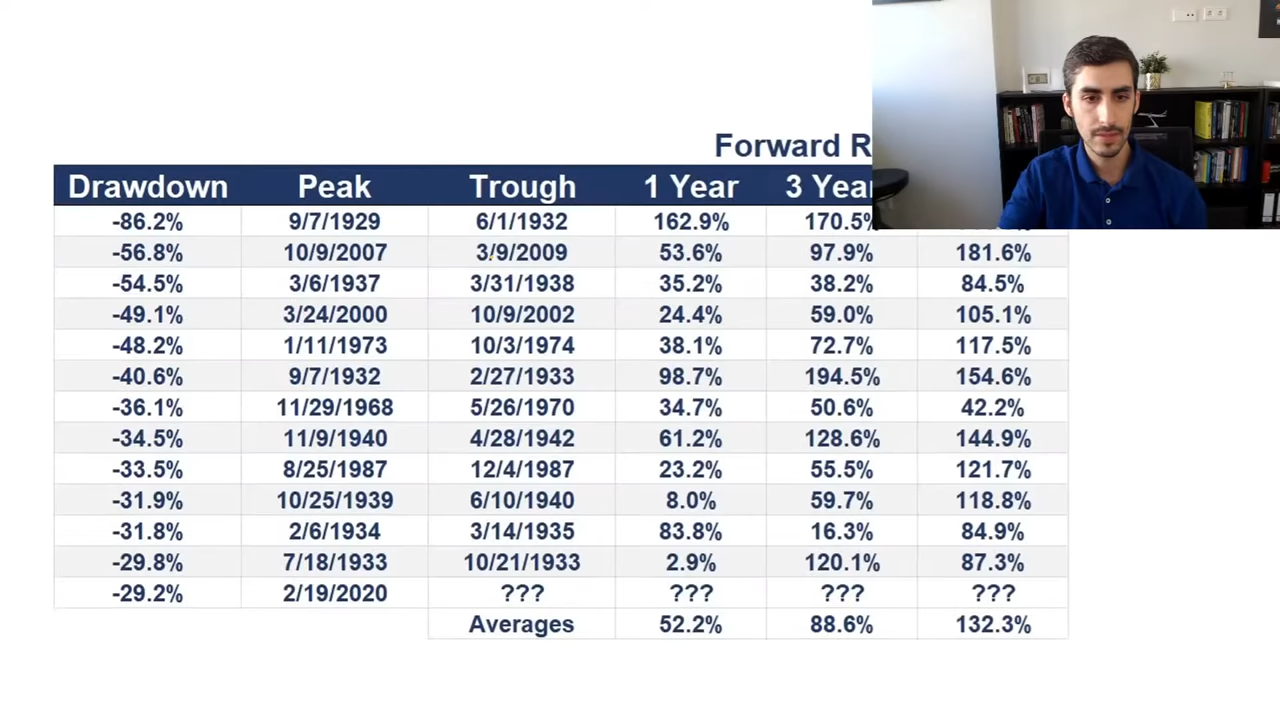 Forward R
Drawdown Peak Trough 1 Year 3 Year
-86.2% 9/7/1929 6/1/1932 162.9% 170.5%
-56.8% 10/9/2007 3/9/2009 53.6% 97.9% 181.6%
-54.5% 3/6/1937 3/31/1938 35.2% 38.2% 84.5%
-49.1% 3/24/2000 10/9/2002 24.4% 59.0% 105.1%
-48.2% 1/11/1973 10/3/1974 38.1% 72.7% 117.5%
-40.6% 9/7/1932 2/27/1933 98.7% 194.5% 154.6%
-36.1% 11/29/1968 5/26/1970 34.7% 50.6% 42.2%
-34.5% 11/9/1940 4/28/1942 61.2% 128.6% 144.9%
-33.5% 8/25/1987 12/4/1987 23.2% 55.5% 121.7%
-31.9% 10/25/1939 6/10/1940 8.0% 59.7% 118.8%
-31.8% 2/6/1934 3/14/1935 83.8% 16.3% 84.9%
-29.8% 7/18/1933 10/21/1933 2.9% 120.1% 87.3%
-29.2% 2/19/2020 ??? ??? ??? ???
Averages 52.2% 88.6% 132.3%